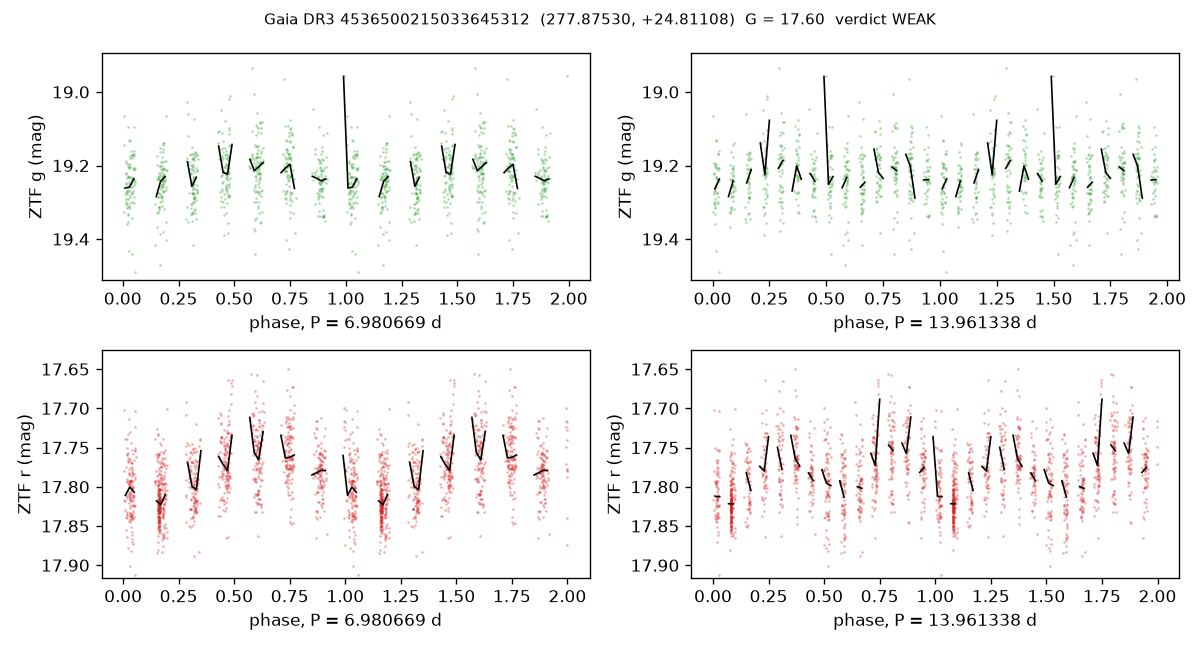 Gaia DR3 4536500215033645312 (277.87530, +24.81108) G = 17.60 verdict WEAK
ZTF g (mag)
19.0
19.2
19.4
0.00 0.25 0.50 0.75 1.00 1.25 1.50 1.75 2.00
phase, P = 6.980669 d
ZTF g (mag)
19.0
19.2
19.4
0.00 0.25 0.50 0.75 1.00 1.25 1.50 1.75 2.00
phase, P = 13.961338 d
ZTF r (mag)
17.65
17.70
17.75
17.80
17.85
17.90
0.00 0.25 0.50 0.75 1.00 1.25 1.50 1.75 2.00
phase, P = 6.980669 d
ZTF r (mag)
17.65
17.70
17.75
17.80
17.85
17.90
0.00 0.25 0.50 0.75 1.00 1.25 1.50 1.75 2.00
phase, P = 13.961338 d